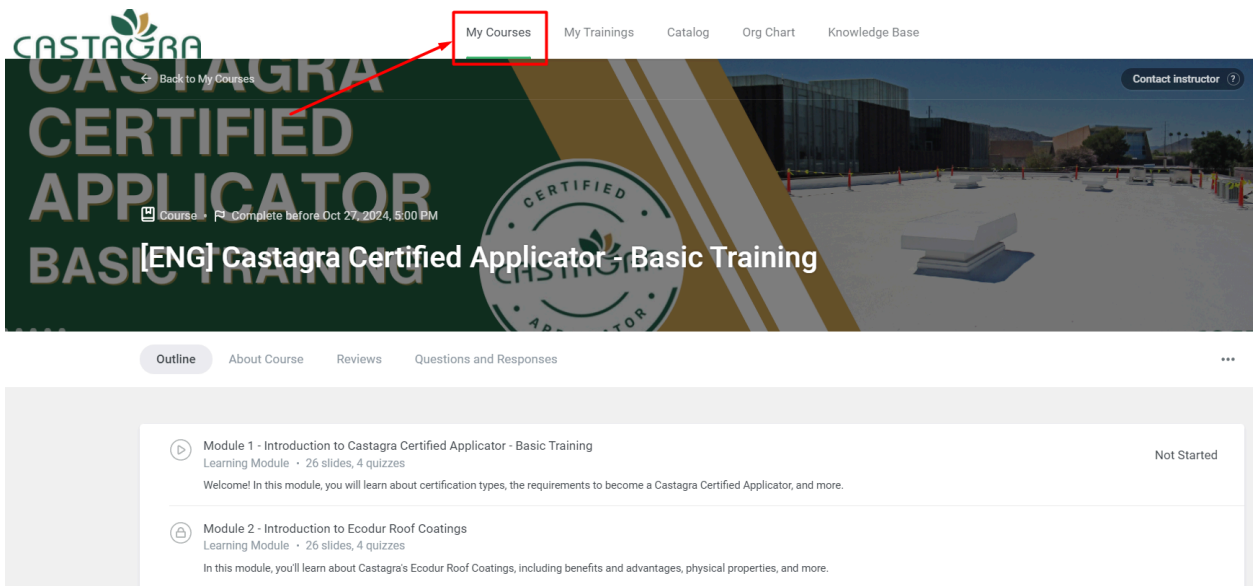 CASTAGRA
My Courses
My Trainings
Catalog
Org Chart
Knowledge Base
← Back to My Courses
Contact instructor ?
CASTAGRA
CERTIFIED
APPLICATOR
BASIC TRAINING
CERTIFIED
CASTAGRA
APPLICATOR
Course • Complete before Oct 27, 2024, 5:00 PM
[ENG] Castagra Certified Applicator - Basic Training
Outline
About Course
Reviews
Questions and Responses
Module 1 - Introduction to Castagra Certified Applicator - Basic Training
Not Started
Learning Module • 26 slides, 4 quizzes
Welcome! In this module, you will learn about certification types, the requirements to become a Castagra Certified Applicator, and more.
Module 2 - Introduction to Ecodur Roof Coatings
Learning Module • 26 slides, 4 quizzes
In this module, you'll learn about Castagra's Ecodur Roof Coatings, including benefits and advantages, physical properties, and more.